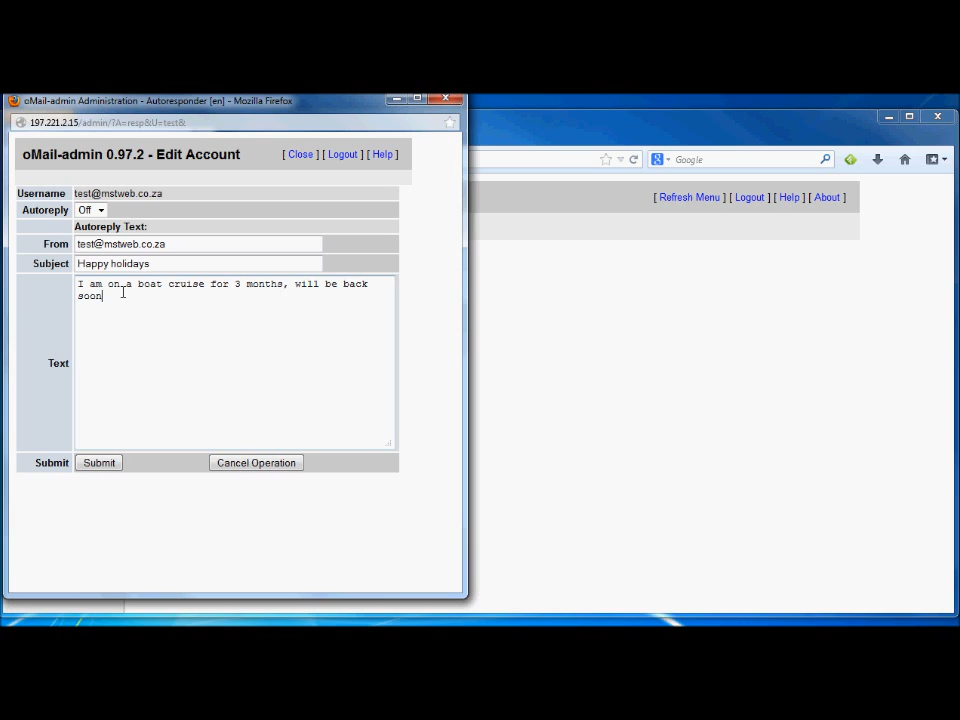 oMail-admin Administration - Autoresponder [en] - Mozilla Firefox
197.221.2.15/admin/?A=resp&U=test&
Google
oMail-admin 0.97.2 - Edit Account [ Close ] [ Logout ] [ Help ]
[ Refresh Menu ] [ Logout ] [ Help ] [ About ]
Username test@mstweb.co.za
Autoreply Off
Autoreply Text:
From test@mstweb.co.za
Subject Happy holidays
I am on a boat cruise for 3 months, will be back
soon
Text
Submit Submit Cancel Operation